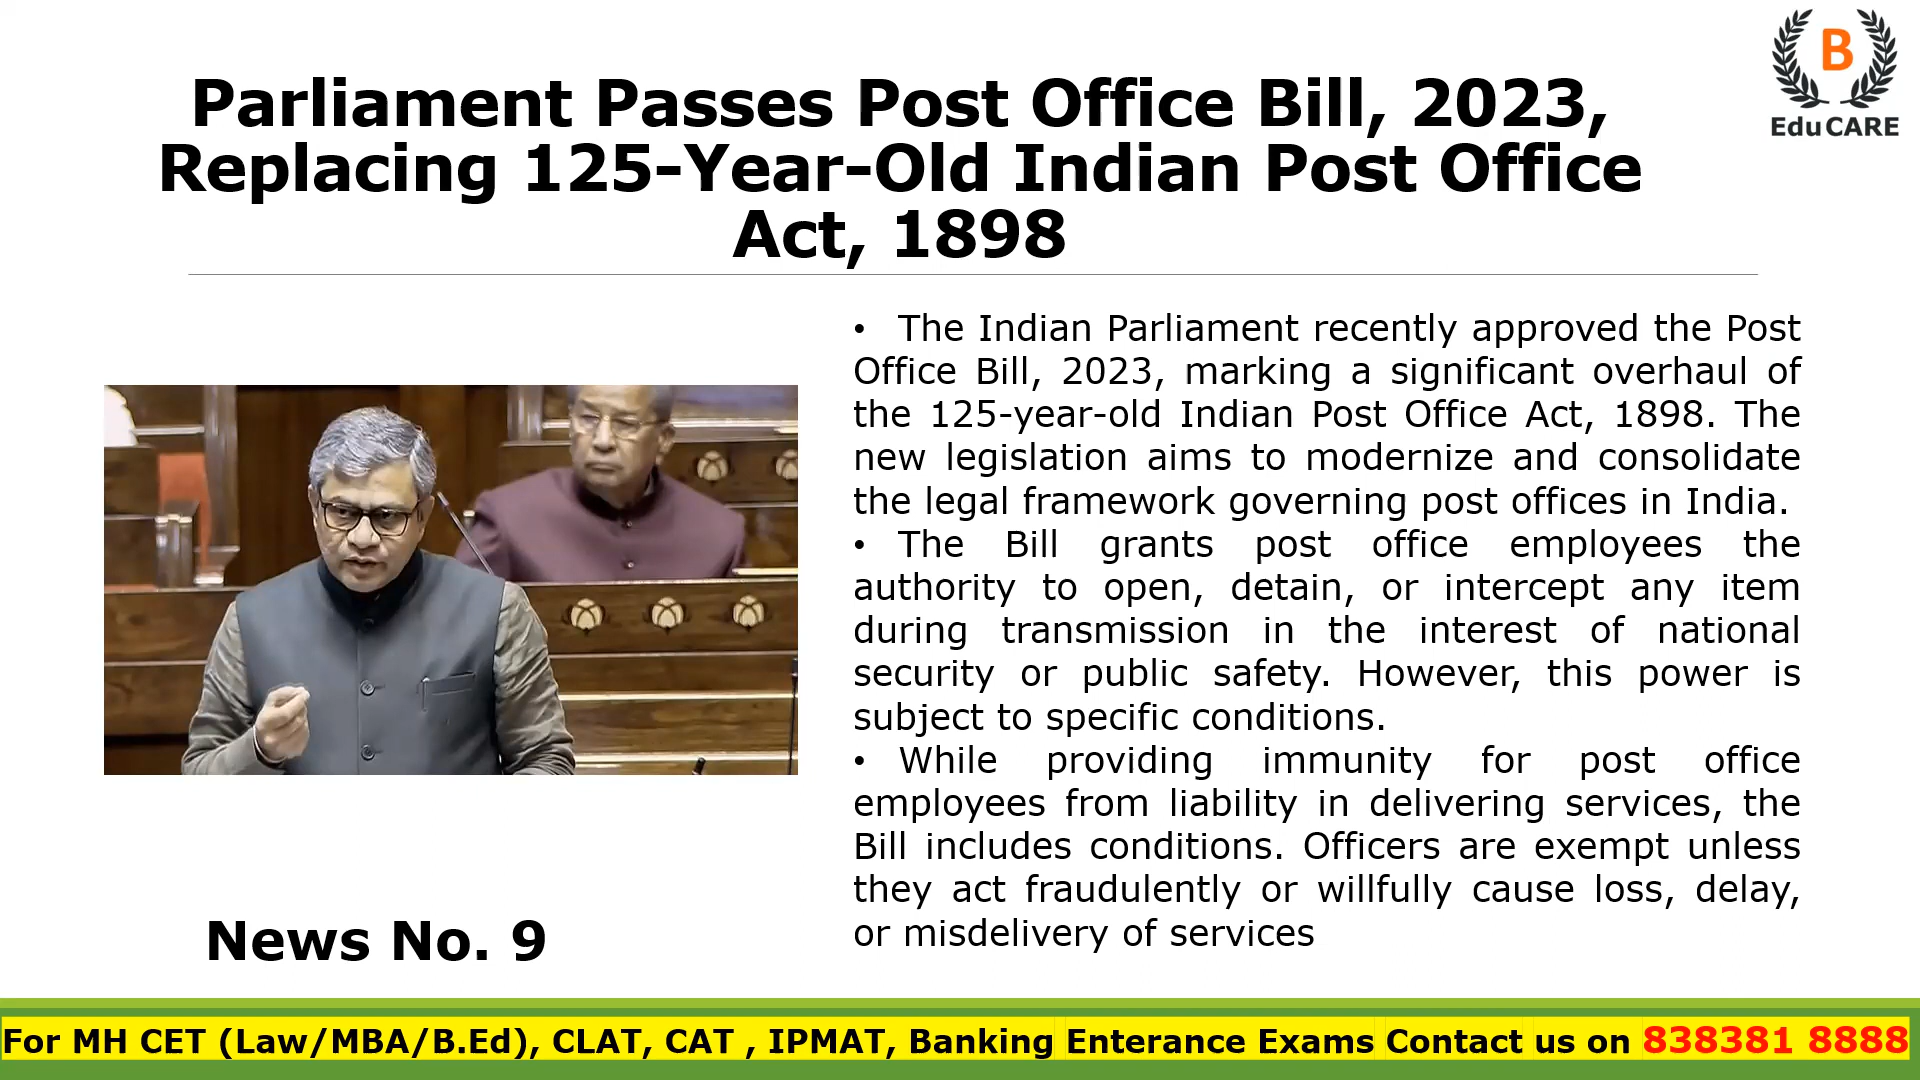 B
EduCARE
Parliament Passes Post Office Bill, 2023,
Replacing 125-Year-Old Indian Post Office
Act, 1898
• The Indian Parliament recently approved the Post
Office Bill, 2023, marking a significant overhaul of
the 125-year-old Indian Post Office Act, 1898. The
new legislation aims to modernize and consolidate
the legal framework governing post offices in India.
• The Bill grants post office employees the
authority to open, detain, or intercept any item
during transmission in the interest of national
security or public safety. However, this power is
subject to specific conditions.
• While providing immunity for post office
employees from liability in delivering services, the
Bill includes conditions. Officers are exempt unless
they act fraudulently or willfully cause loss, delay,
or misdelivery of services
News No. 9
For MH CET (Law/MBA/B.Ed), CLAT, CAT , IPMAT, Banking Enterance Exams Contact us on 838381 8888